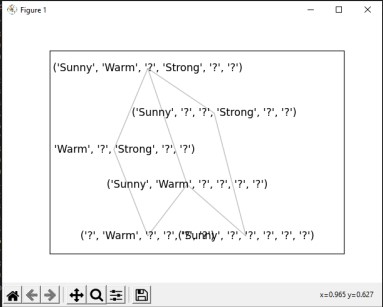 Figure 1
('Sunny', 'Warm', '?', 'Strong', '?', '?')
('Sunny', '?', '?', 'Strong', '?', '?')
'Warm', '?', 'Strong', '?', '?')
('Sunny', 'Warm', '?', '?', '?', '?')
('?', 'Warm', '?', '?', '?', '?') ('Sunny', '?', '?', '?', '?', '?')
x=0.965 y=0.627